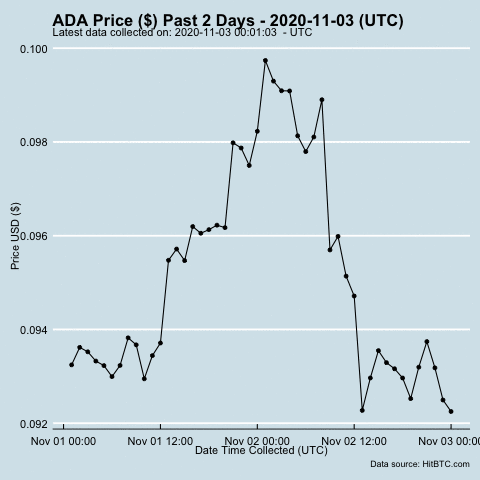 ADA Price ($) Past 2 Days - 2020-11-03 (UTC)
Latest data collected on: 2020-11-03 00:01:03 - UTC
0.100
0.098
0.096
0.094
0.092
Price USD ($)
Nov 01 00:00 Nov 01 12:00 Nov 02 00:00 Nov 02 12:00 Nov 03 00:00
Date Time Collected (UTC)
Data source: HitBTC.com